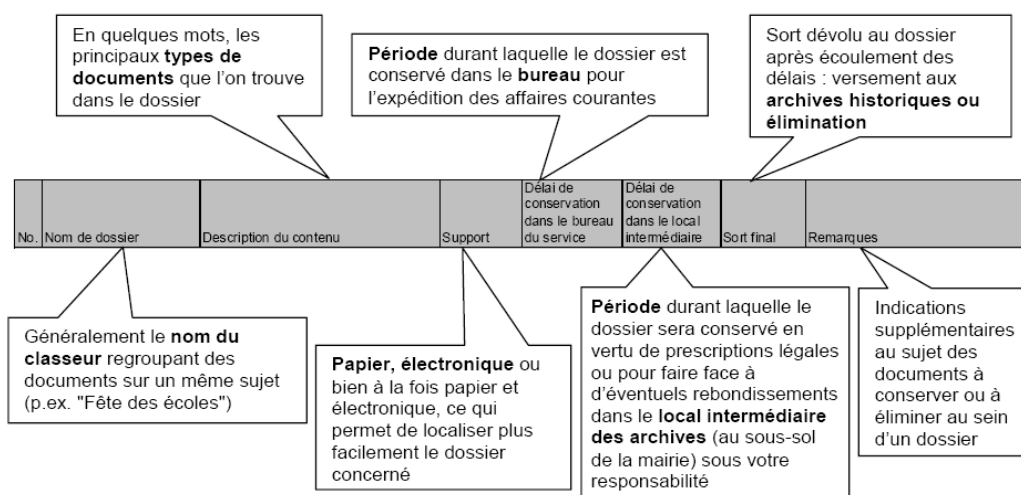 En quelques mots, les
principaux types de
documents que l'on trouve
dans le dossier
Période durant laquelle le dossier est
conservé dans le bureau pour
l'expédition des affaires courantes
Sort dévolu au dossier
après écoulement des
délais : versement aux
archives historiques ou
élimination
No.
Nom de dossier
Description du contenu
Support
Délai de
conservation
dans le bureau
du service
Délai de
conservation
dans le local
intermédiaire
Sort final
Remarques
Généralement le nom du
classeur regroupant des
documents sur un même sujet
(p.ex. "Fête des écoles")
Papier, électronique ou
bien à la fois papier et
électronique, ce qui
permet de localiser plus
facilement le dossier
concerné
Période durant laquelle le
dossier sera conservé en
vertu de prescriptions légales
ou pour faire face à
d'éventuels rebondissements
dans le local intermédiaire
des archives (au sous-sol
de la mairie) sous votre
responsabilité
Indications
supplémentaires
au sujet des
documents à
conserver ou à
éliminer au sein
d'un dossier